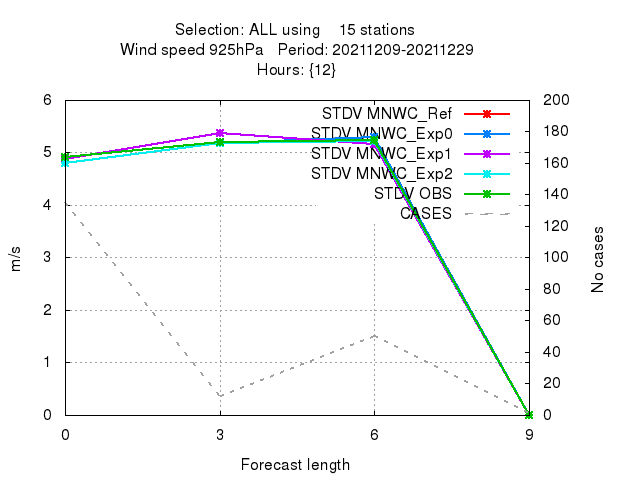 Selection: ALL using    15 stations
Wind speed 925hPa   Period: 20211209-20211229
Hours: {12}
6 200
STDV MNWC_Ref
180
STDV MNWC_Exp0
5 160
STDV MNWC_Exp1
STDV MNWC_Exp2
140
STDV OBS
4 120
CASES
3 100
m/s
No cases
80
2 60
40
1 20
0 0
0 3 6 9
Forecast length